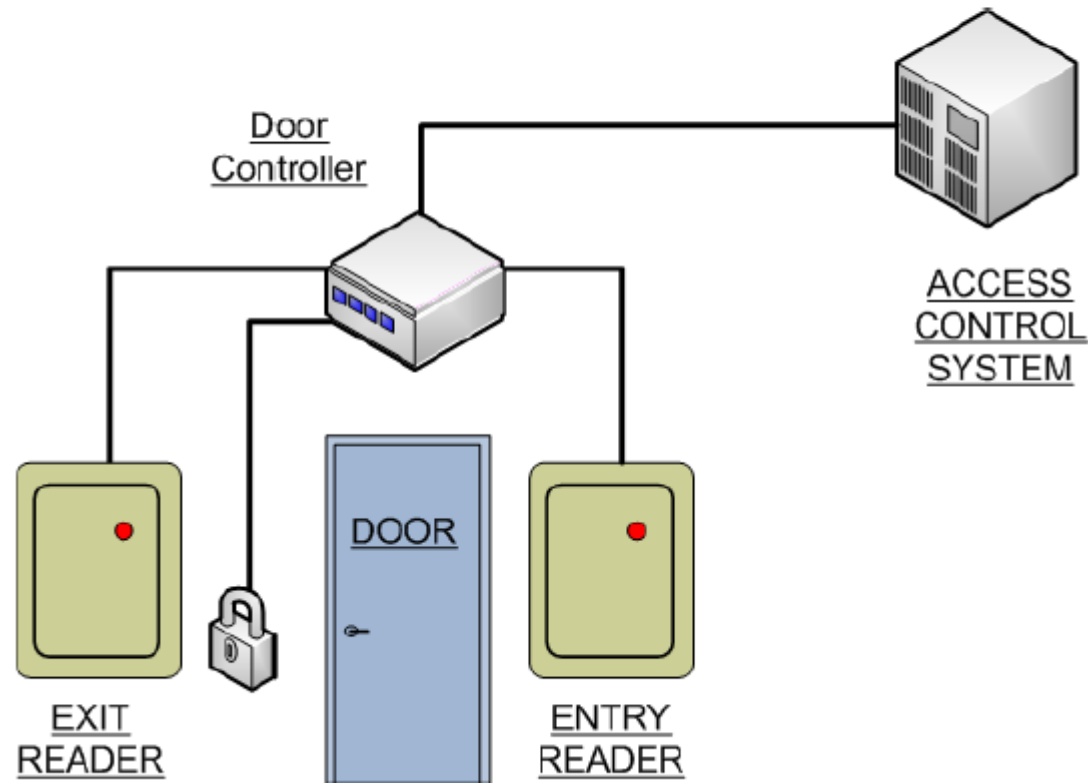 Door
Controller
ACCESS
CONTROL
SYSTEM
DOOR
EXIT
READER
ENTRY
READER